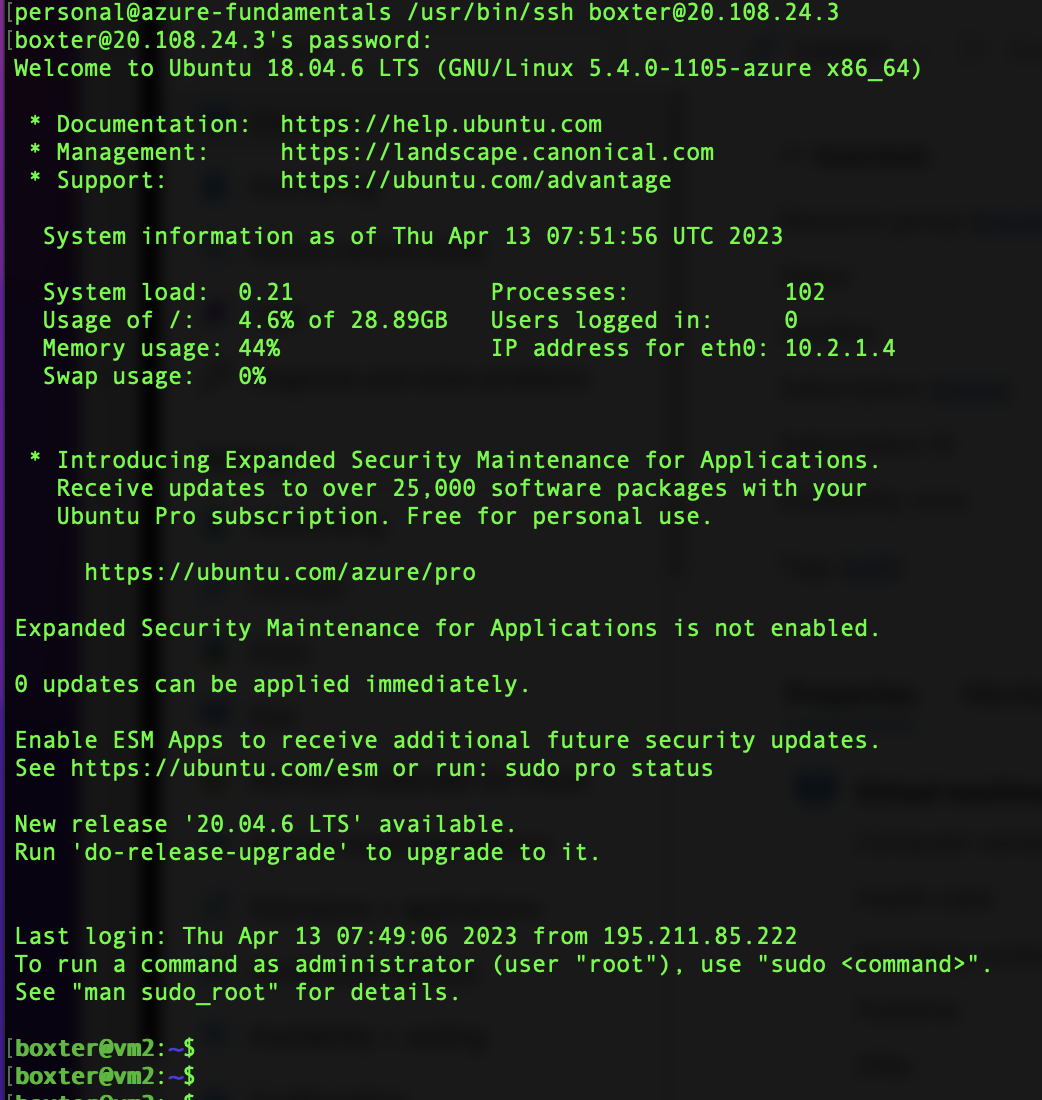 [personal@azure-fundamentals /usr/bin/ssh boxter@20.108.24.3
[boxter@20.108.24.3's password:
Welcome to Ubuntu 18.04.6 LTS (GNU/Linux 5.4.0-1105-azure x86_64)
* Documentation:  https://help.ubuntu.com
* Management:     https://landscape.canonical.com
* Support:        https://ubuntu.com/advantage
System information as of Thu Apr 13 07:51:56 UTC 2023
System load:  0.21              Processes:           102
Usage of /:   4.6% of 28.89GB   Users logged in:     0
Memory usage: 44%               IP address for eth0: 10.2.1.4
Swap usage:   0%
* Introducing Expanded Security Maintenance for Applications.
Receive updates to over 25,000 software packages with your
Ubuntu Pro subscription. Free for personal use.
https://ubuntu.com/azure/pro
Expanded Security Maintenance for Applications is not enabled.
0 updates can be applied immediately.
Enable ESM Apps to receive additional future security updates.
See https://ubuntu.com/esm or run: sudo pro status
New release '20.04.6 LTS' available.
Run 'do-release-upgrade' to upgrade to it.
Last login: Thu Apr 13 07:49:06 2023 from 195.211.85.222
To run a command as administrator (user "root"), use "sudo <command>".
See "man sudo_root" for details.
[boxter@vm2:~$
[boxter@vm2:~$
[boxter@vm2:~$